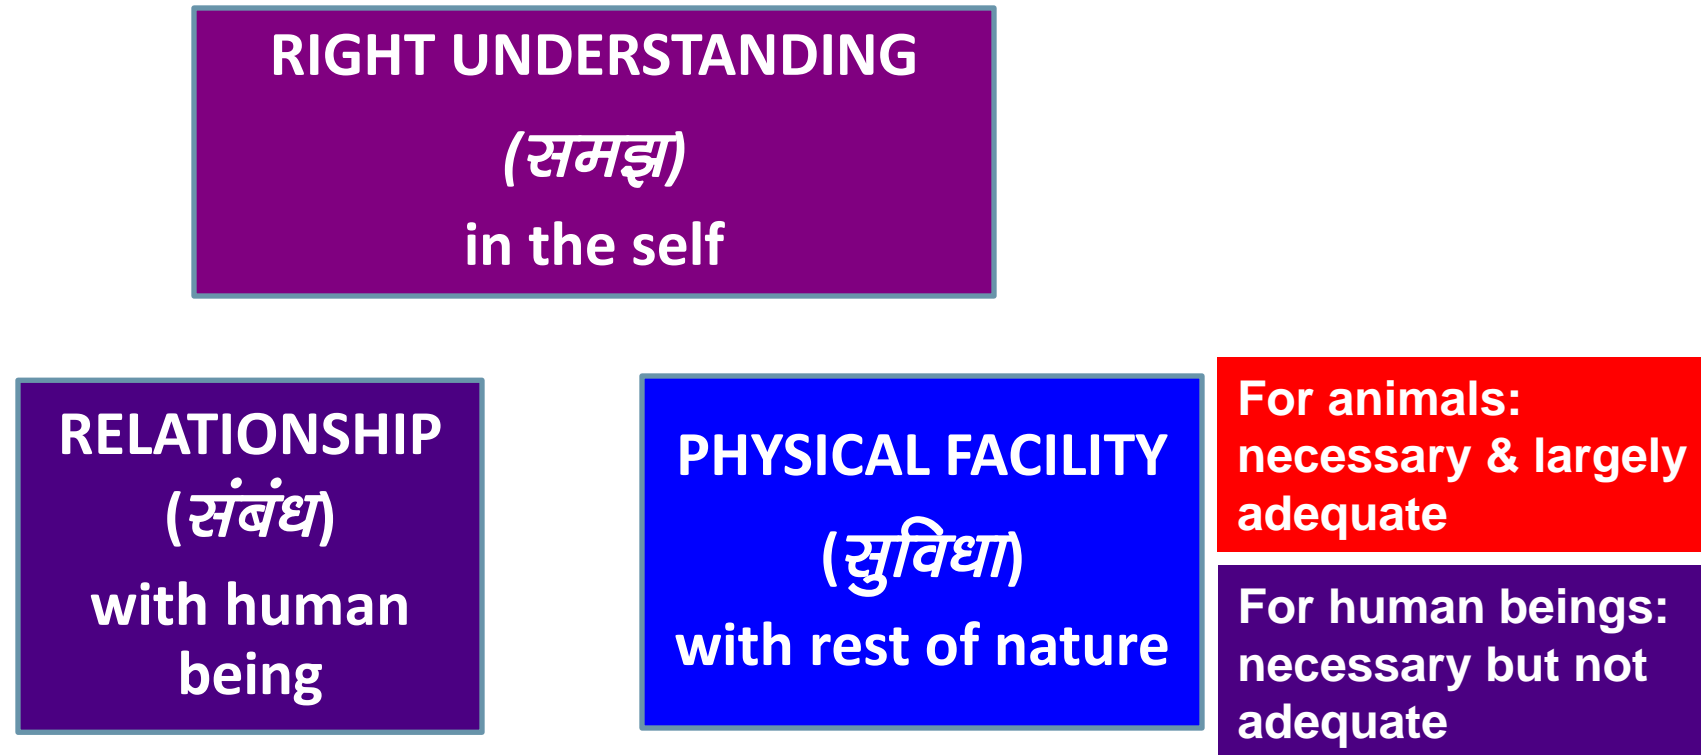 RIGHT UNDERSTANDING
(समझ)
in the self
RELATIONSHIP
(संबंध)
with human
being
PHYSICAL FACILITY
(सुविधा)
with rest of nature
For animals:
necessary & largely
adequate
For human beings:
necessary but not
adequate